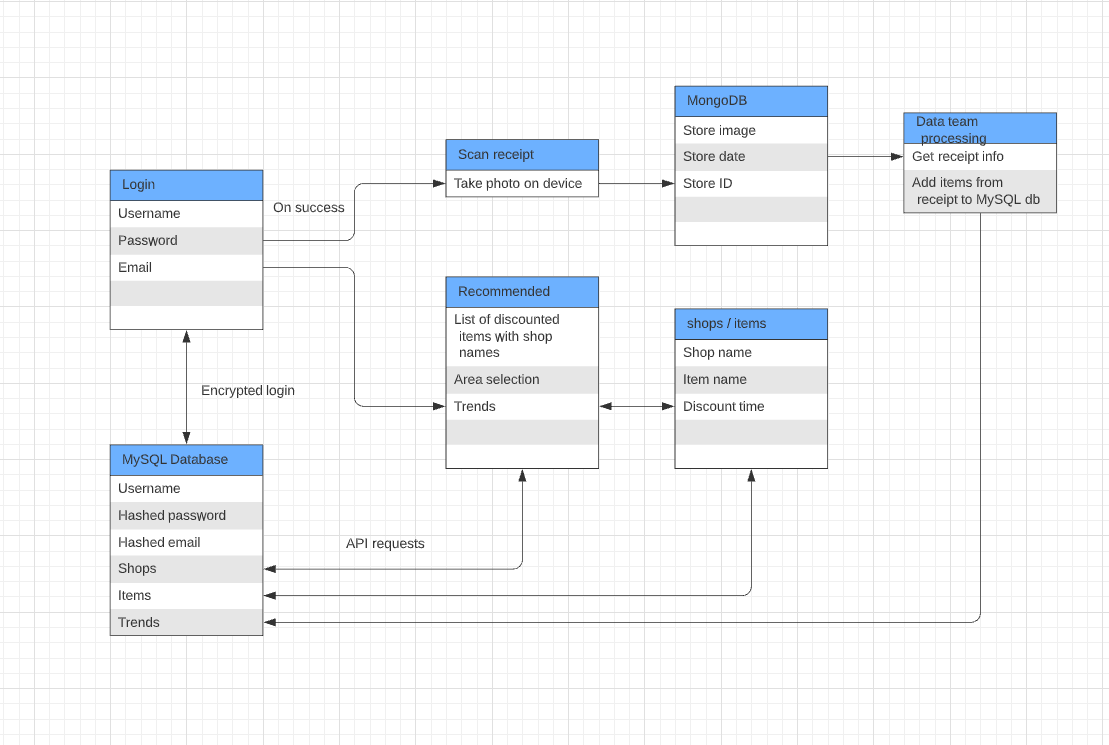 MongoDB
Store image
Store date
Store ID
Data team
processing
Get receipt info
Add items from
receipt to MySQL db
Scan receipt
Take photo on device
Login
Username
Password
Email
On success
Recommended
List of discounted
items with shop
names
Area selection
Trends
shops / items
Shop name
Item name
Discount time
Encrypted login
MySQL Database
Username
Hashed password
Hashed email
Shops
Items
Trends
API requests